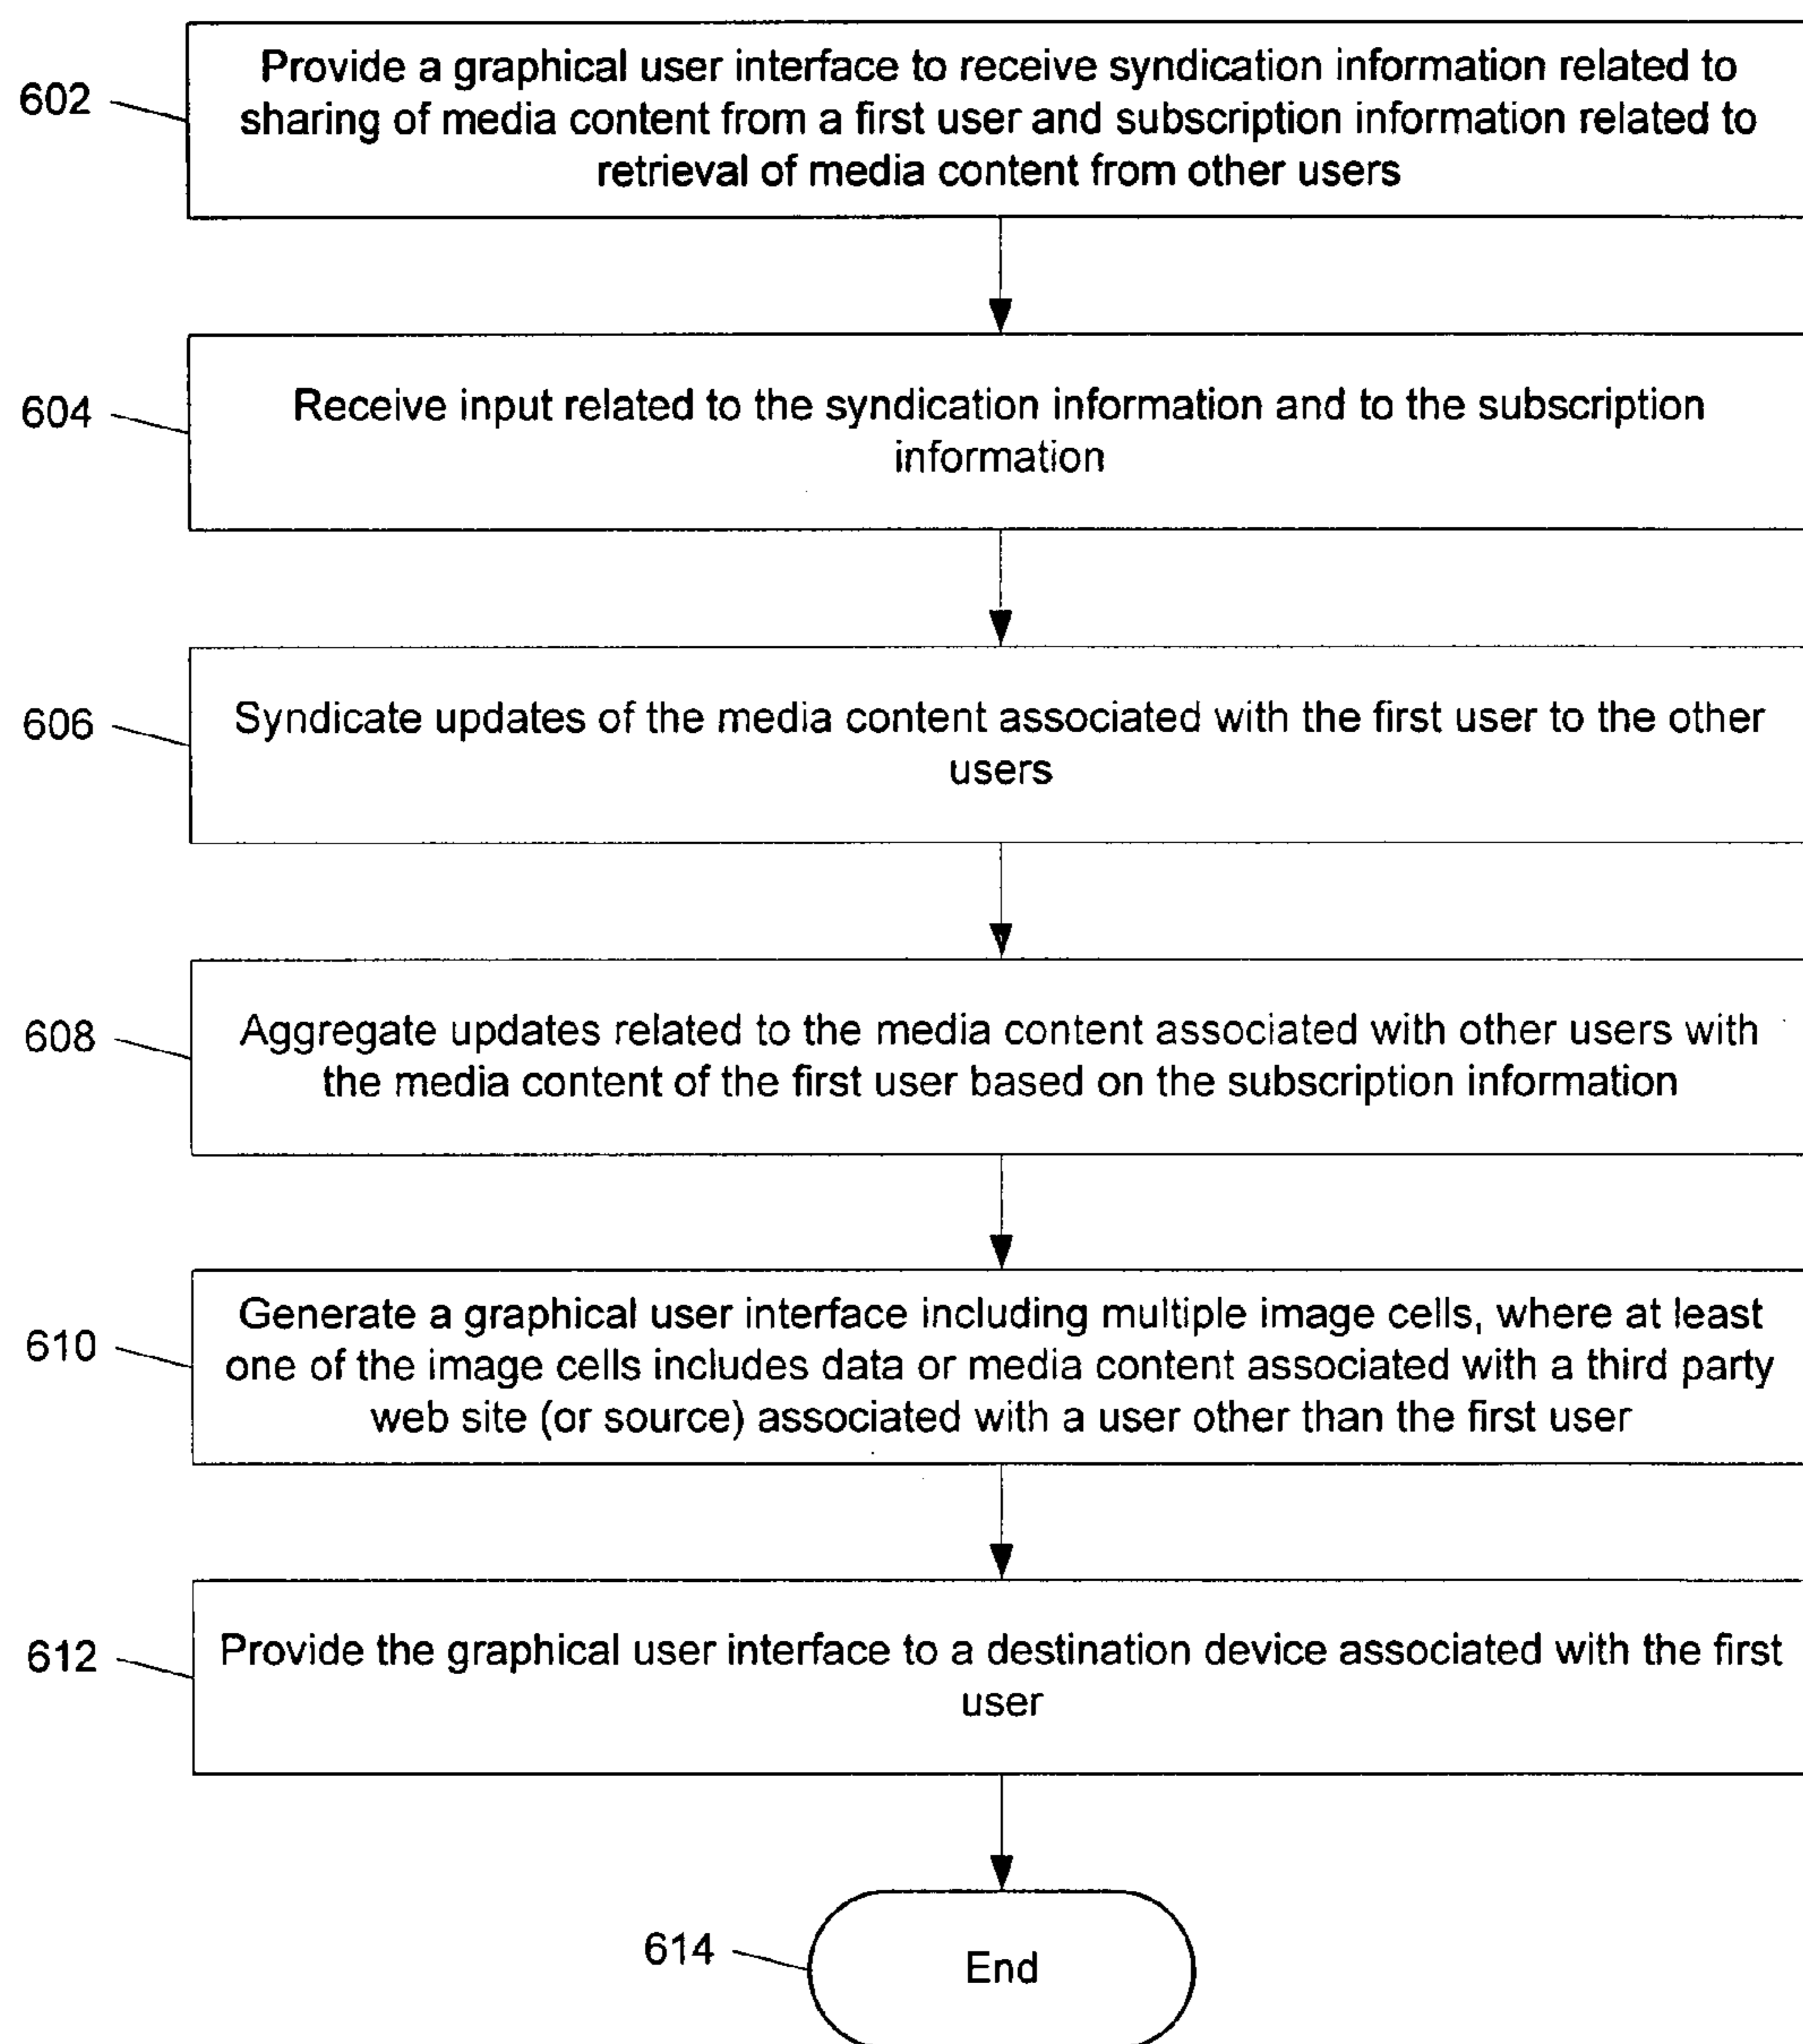 602
Provide a graphical user interface to receive syndication information related to
sharing of media content from a first user and subscription information related to
retrieval of media content from other users
604
Receive input related to the syndication information and to the subscription
information
606
Syndicate updates of the media content associated with the first user to the other
users
608
Aggregate updates related to the media content associated with other users with
the media content of the first user based on the subscription information
610
Generate a graphical user interface including multiple image cells, where at least
one of the image cells includes data or media content associated with a third party
web site (or source) associated with a user other than the first user
612
Provide the graphical user interface to a destination device associated with the first
user
614
End